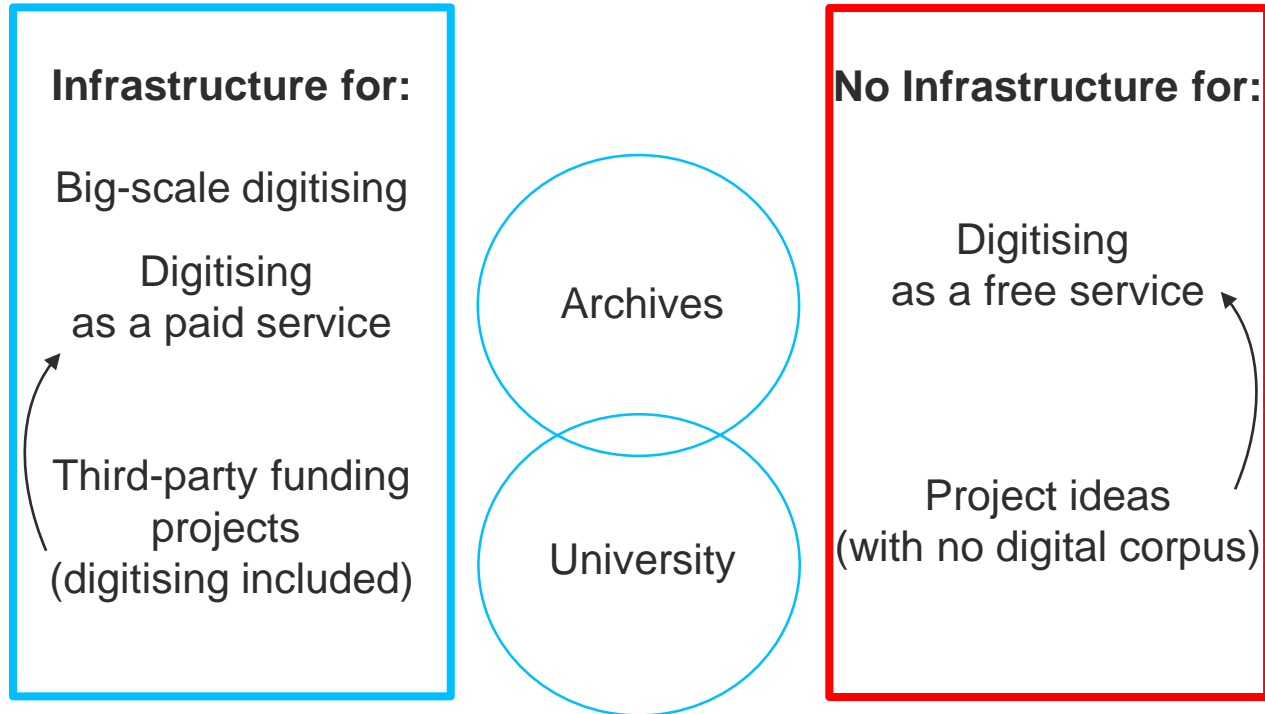 Infrastructure for:
Big-scale digitising
Digitising
as a paid service
Third-party funding
projects
(digitising included)
Archives
University
No Infrastructure for:
Digitising
as a free service
Project ideas
(with no digital corpus)